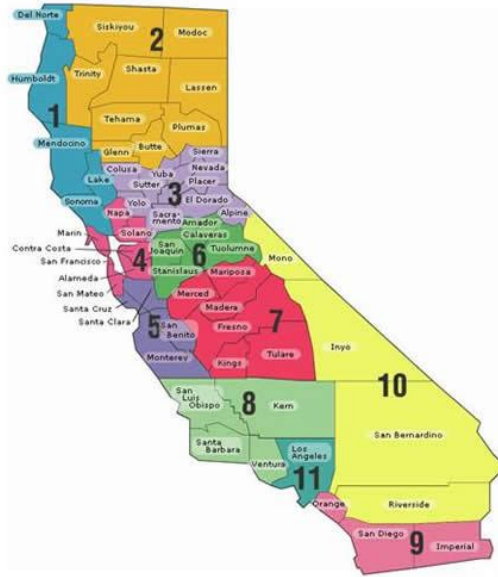 Del Norte
Siskiyou
Modoc
2
Humboldt
Trinity
Shasta
Lassen
1
Tehama
Plumas
Mendocino
Glenn
Butte
Sierra
Colusa
Yuba
Nevada
Lake
Sutter
Placer
3
Sonoma
Yolo
El Dorado
Napa
Sacra-
mento
Alpine
Marin
Solano
Amador
Calaveras
Contra Costa
San
Joaquin
6
Tuolumne
Mono
San Francisco
4
Alameda
Stanislaus
Mariposa
San Mateo
Merced
Santa Cruz
Madera
Santa Clara
5
7
San
Benito
Fresno
Inyo
Monterey
Kings
Tulare
10
San
Luis
Obispo
8
Kern
San Bernardino
Santa
Barbara
Los
Angeles
Ventura
11
Orange
Riverside
San Diego
9
Imperial